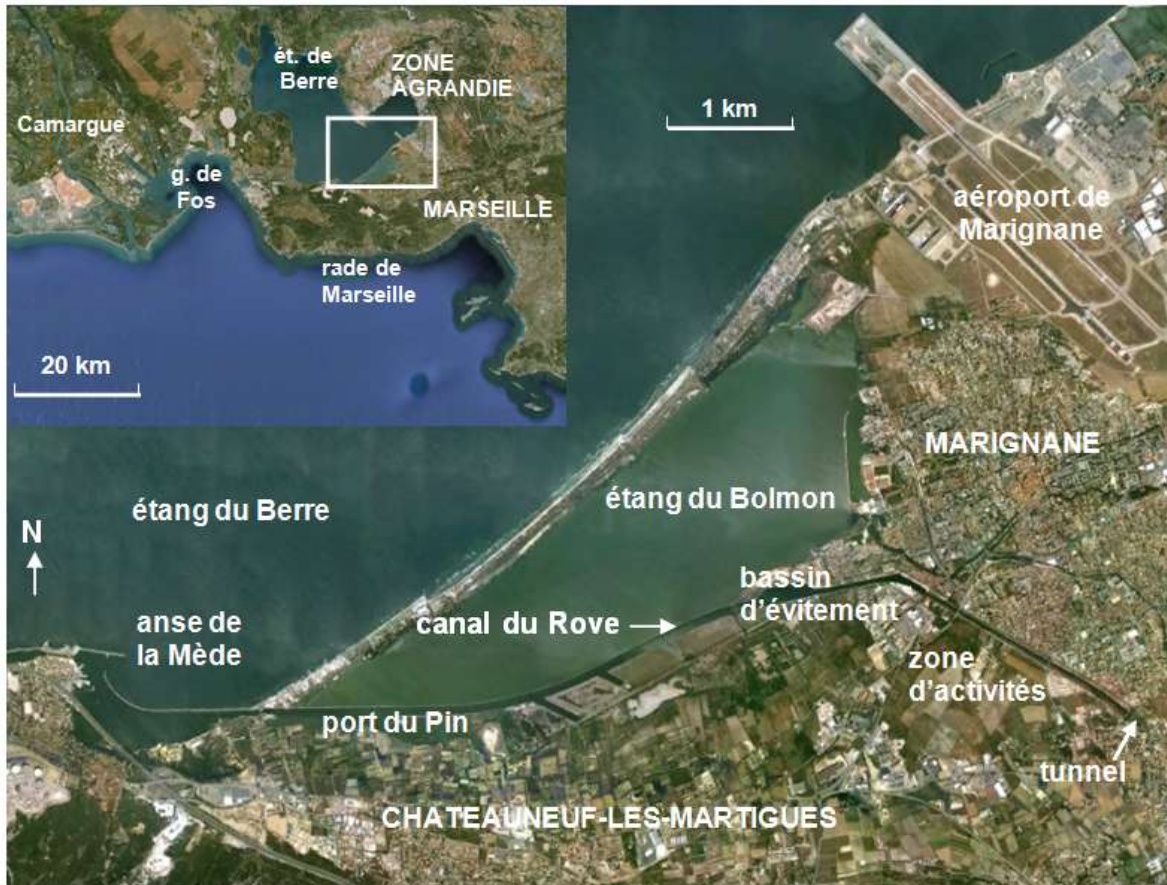 ét. de
Berre
ZONE
AGRANDIE
Camargue
g. de
Fos
MARSEILLE
rade de
Marseille
20 km
1 km
aéroport de
Marignane
MARIGNANE
étang du Berre
étang du Bolmon
N
bassin
d'évitement
anse de
la Mède
canal du Rove
zone
d'activités
port du Pin
tunnel
CHATEAUNEUF-LES-MARTIGUES